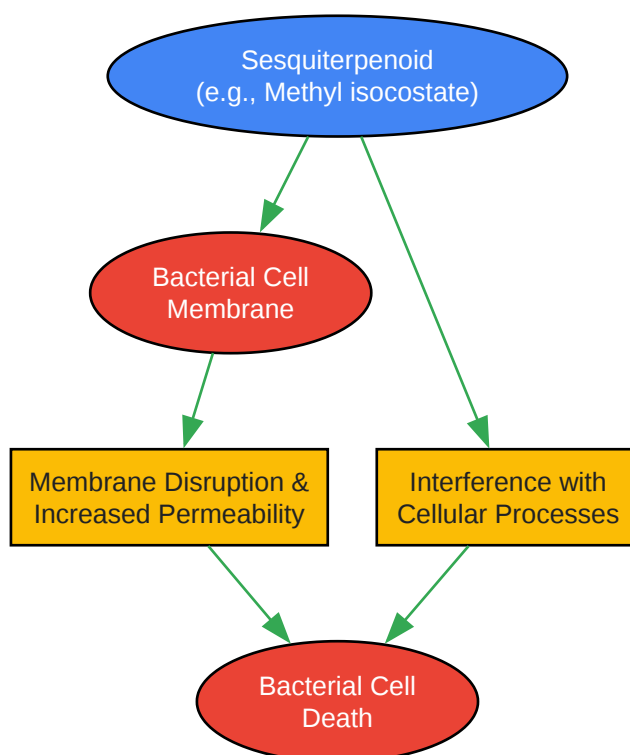 Sesquiterpenoid
(e.g., Methyl isocostate)
Bacterial Cell
Membrane
Membrane Disruption &
Increased Permeability
Interference with
Cellular Processes
Bacterial Cell
Death